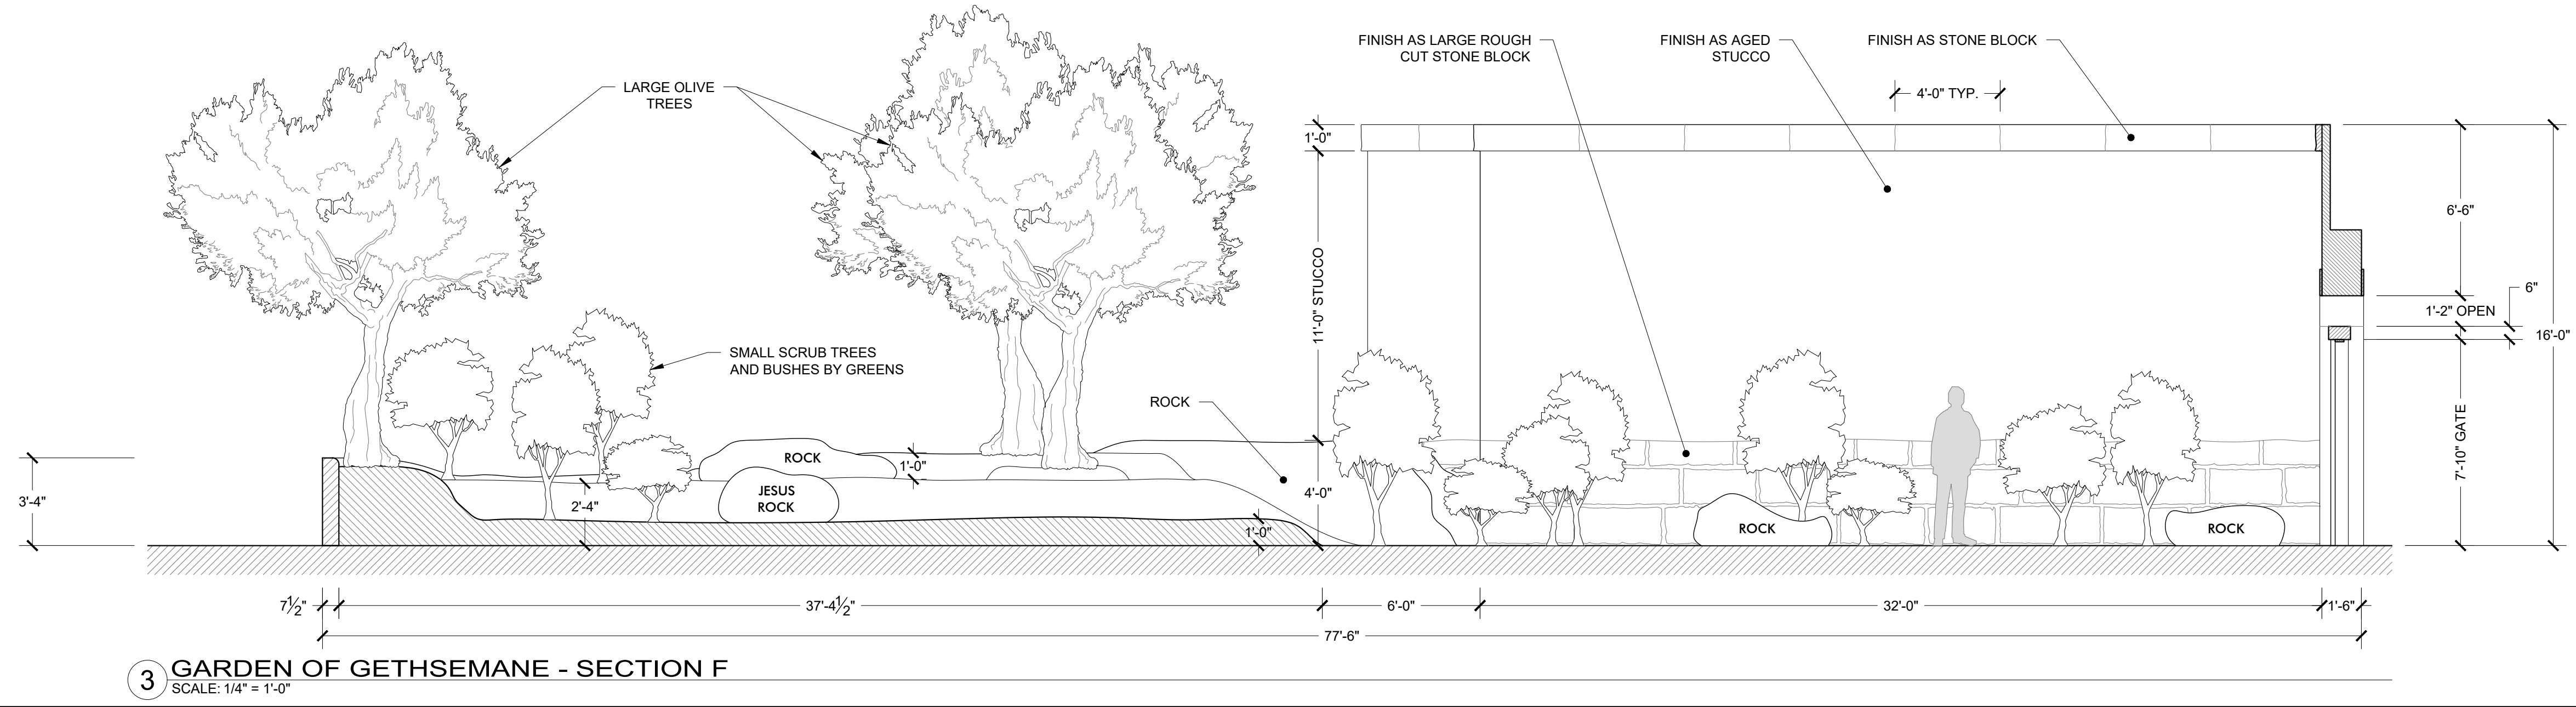 FINISH AS LARGE ROUGH
CUT STONE BLOCK
FINISH AS AGED
STUCCO
FINISH AS STONE BLOCK
LARGE OLIVE
TREES
4'-0" TYP.
1'-0"
6'-6"
11'-0" STUCCO
6"
1'-2" OPEN
16'-0"
SMALL SCRUB TREES
AND BUSHES BY GREENS
ROCK
7'-10" GATE
ROCK
1'-0"
3'-4"
JESUS
ROCK
2'-4"
4'-0"
1'-0"
ROCK
ROCK
7 1/2"
37'-4 1/2"
6'-0"
32'-0"
1'-6"
77'-6"
3 GARDEN OF GETHSEMANE - SECTION F
SCALE: 1/4" = 1'-0"